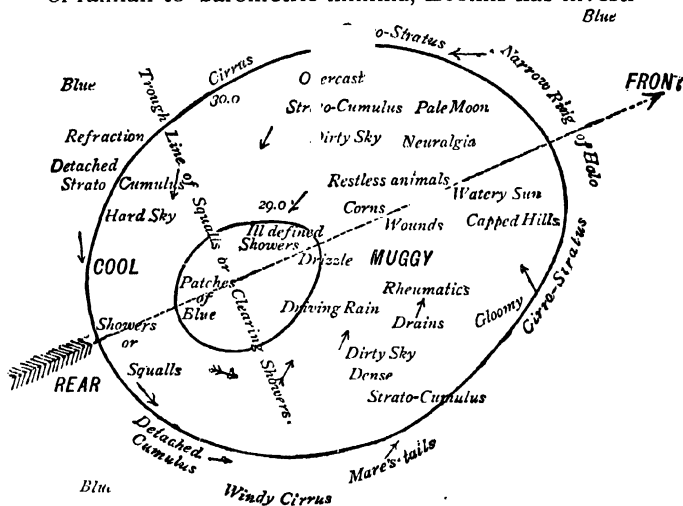 Blue
o-Stratus
Narrow Ring of Halo
FRONT
Blue
Cirrus
30.0
Overcast
Strato-Cumulus
Pale Moon
Trough Line of Squalls or Clearing Showers.
Refraction
Dirty Sky
Neuralgia
Detached
Strato Cumulus
Restless animals
Watery Sun
Hard Sky
29.0
Corns
Wounds
Capped Hills
Ill defined
Showers
COOL
Drizzle
MUGGY
Patches
of
Blue
Driving Rain
Rheumatics
Drains
Gloomy
Cirro-Stratus
Showers
or
Squalls
Dirty Sky
Dense
Strato-Cumulus
REAR
Detached
Cumulus
Mare's-tails
Windy Cirrus
Blue